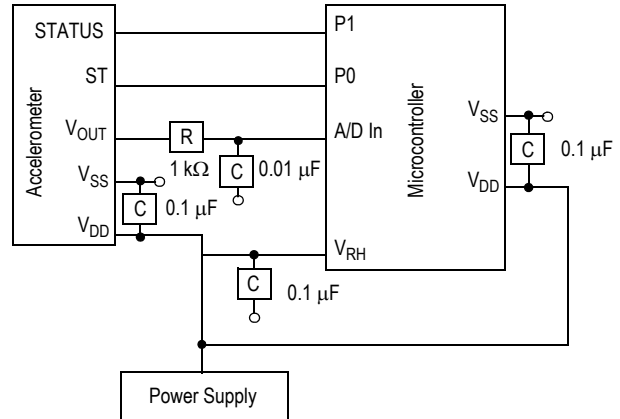 STATUS
ST
V_OUT
V_SS
V_DD
Accelerometer
R
1 kΩ
C
0.01 μF
C
0.1 μF
C
0.1 μF
P1
P0
A/D In
V_RH
Microcontroller
V_SS
V_DD
C
0.1 μF
Power Supply